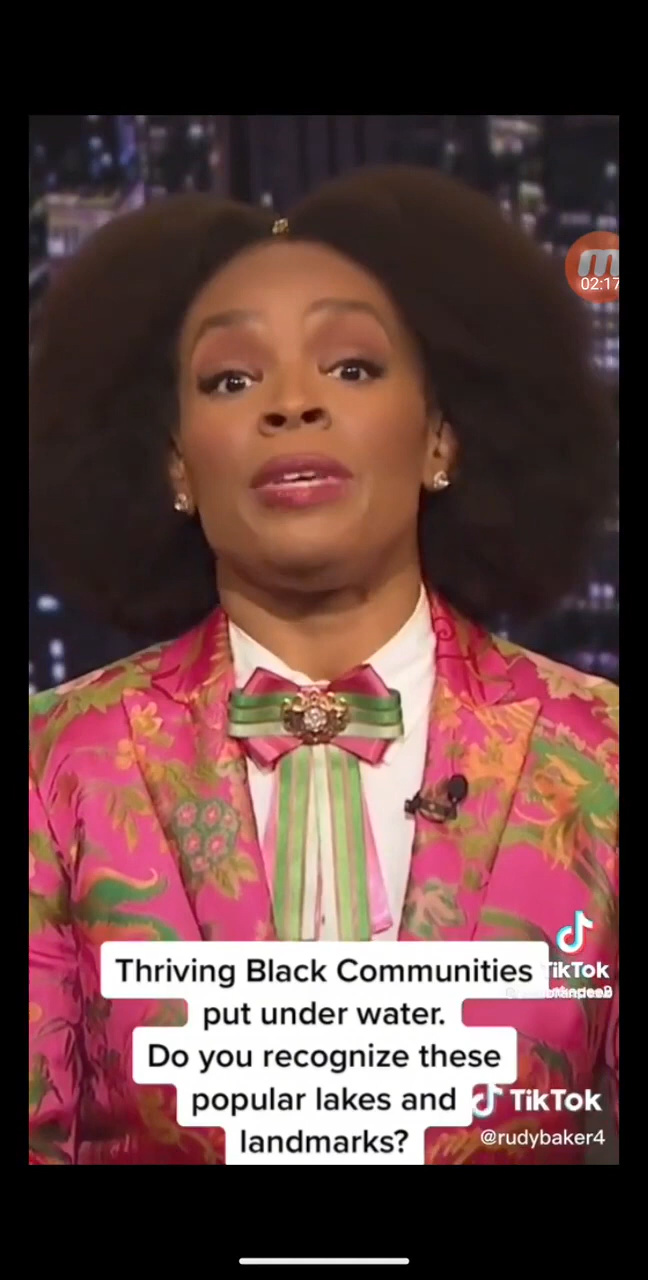 m
02:17
TikTok
Thriving Black Communities
put under water.
Do you recognize these
popular lakes and
landmarks?
TikTok
@rudybaker4